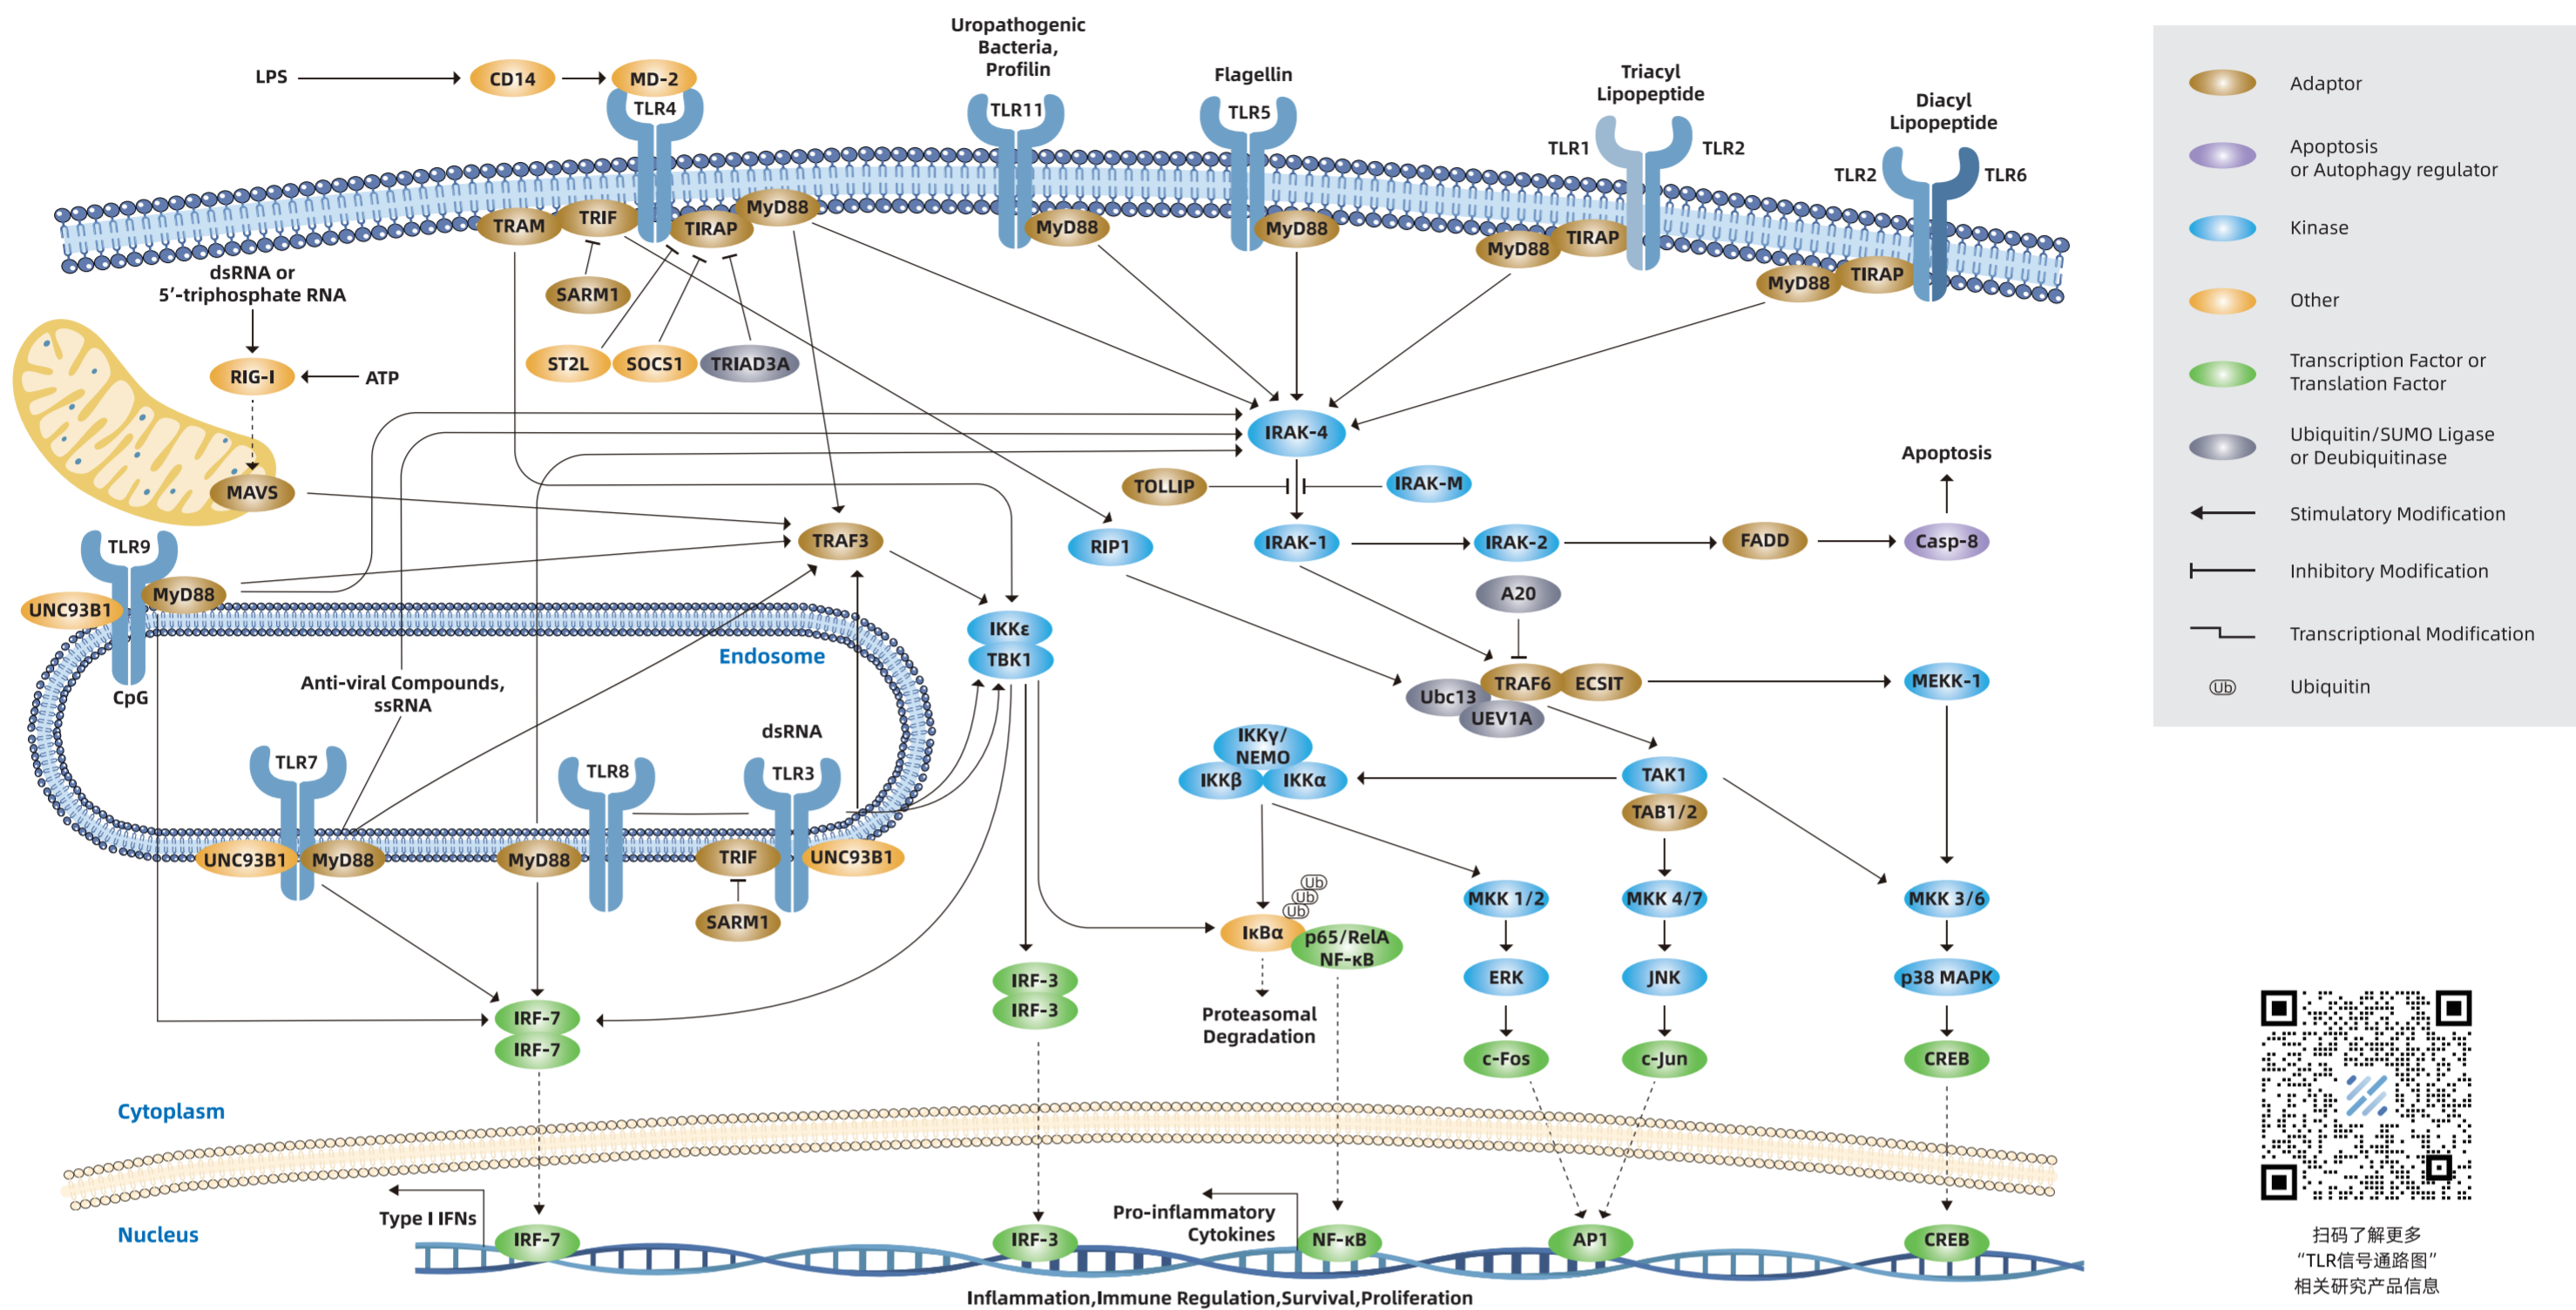 Uropathogenic
Bacteria,
Profilin
LPS
CD14
MD-2
TLR4
TLR11
Flagellin
TLR5
Triacyl
Lipopeptide
TLR1
TLR2
Diacyl
Lipopeptide
TLR2
TLR6
TRAM
TRIF
TIRAP
MyD88
MyD88
MyD88
MyD88
TIRAP
MyD88
TIRAP
SARM1
ST2L
SOCS1
TRIAD3A
dsRNA or
5’-triphosphate RNA
RIG-I
ATP
MAVS
IRAK-4
TOLLIP
IRAK-M
Apoptosis
TRAF3
RIP1
IRAK-1
IRAK-2
FADD
Casp-8
A20
TLR9
MyD88
UNC93B1
CpG
Endosome
IKKε
TBK1
Anti-viral Compounds,
ssRNA
dsRNA
Ubc13
TRAF6
ECSIT
UEV1A
MEKK-1
IKKγ/
NEMO
IKKβ
IKKα
TAK1
TAB1/2
TLR7
TLR8
TLR3
UNC93B1
MyD88
MyD88
TRIF
UNC93B1
SARM1
Ub
Ub
Ub
IκBα
p65/RelA
NF-κB
MKK 1/2
MKK 4/7
MKK 3/6
Proteasomal
Degradation
ERK
JNK
p38 MAPK
IRF-3
IRF-3
IRF-7
IRF-7
c-Fos
c-Jun
CREB
Cytoplasm
Nucleus
Type I IFNs
IRF-7
IRF-3
Pro-inflammatory
Cytokines
NF-κB
AP1
CREB
Inflammation,Immune Regulation,Survival,Proliferation
Adaptor
Apoptosis
or Autophagy regulator
Kinase
Other
Transcription Factor or
Translation Factor
Ubiquitin/SUMO Ligase
or Deubiquitinase
Stimulatory Modification
Inhibitory Modification
Transcriptional Modification
Ub
Ubiquitin
扫码了解更多
“TLR信号通路图”
相关研究产品信息